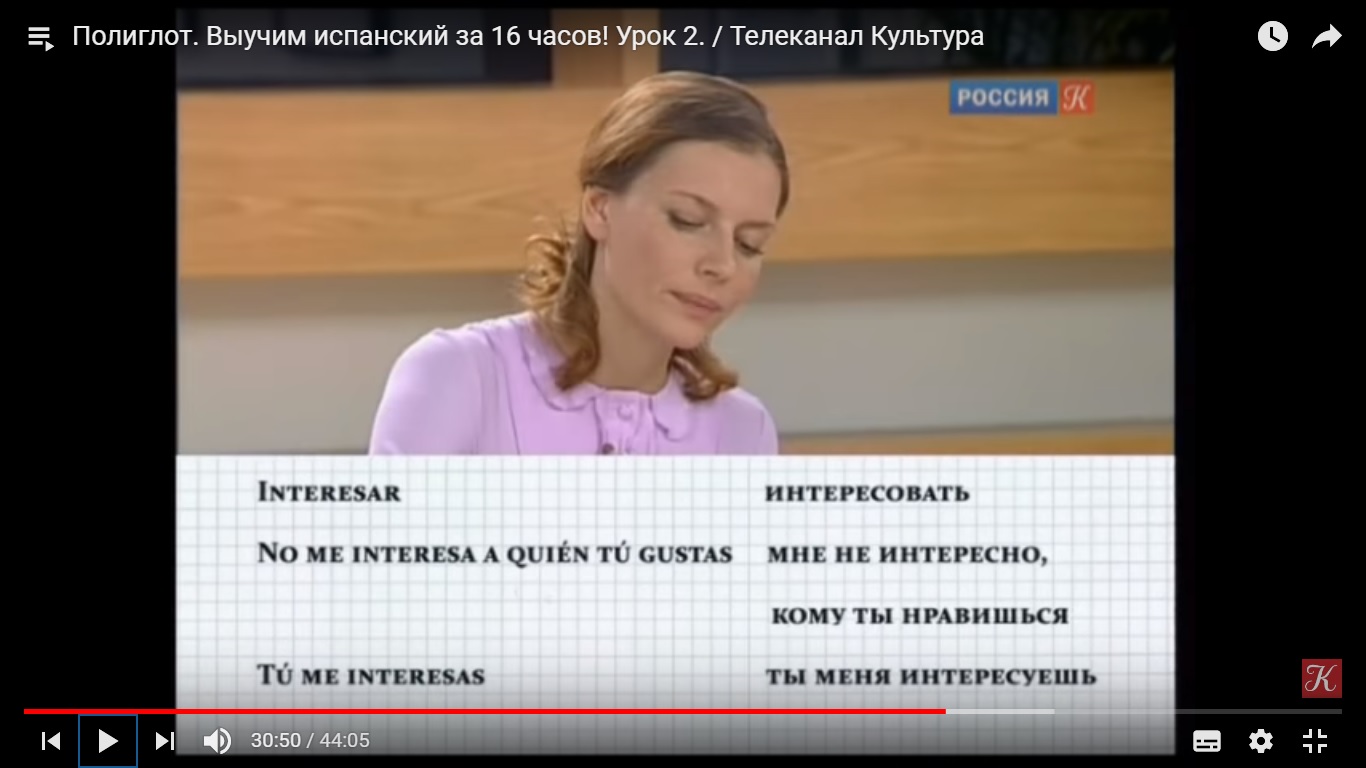 Полиглот. Выучим испанский за 16 часов! Урок 2. / Телеканал Культура
РОССИЯ К
INTERESAR ИНТЕРЕСОВАТЬ
NO ME INTERESA A QUIÉN TÚ GUSTAS МНЕ НЕ ИНТЕРЕСНО,
КОМУ ТЫ НРАВИШЬСЯ
TÚ ME INTERESAS ТЫ МЕНЯ ИНТЕРЕСУЕШЬ
К
30:50 / 44:05